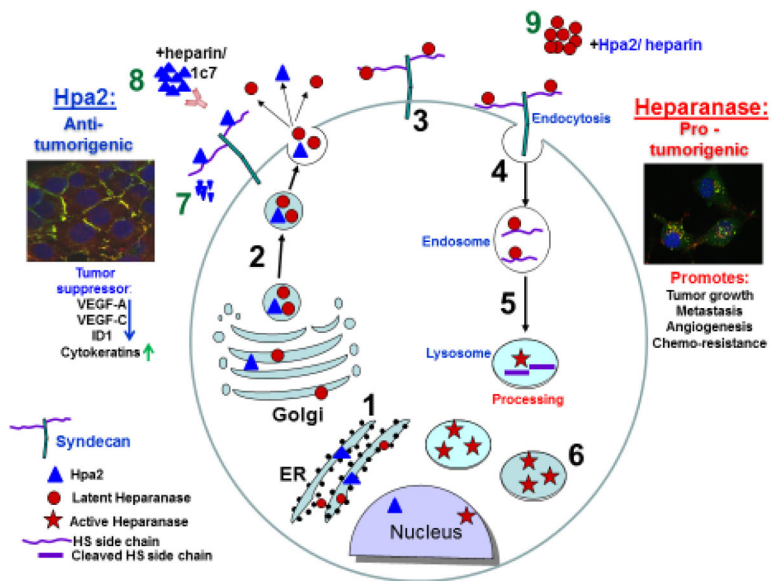 9
+Hpa2/ heparin
+heparin/
1c7
8
Hpa2:
Anti-
tumorigenic
3
Endocytosis
Heparanase:
Pro -
tumorigenic
7
4
2
Endosome
Tumor
suppressor:
VEGF-A
VEGF-C
ID1
Cytokeratins
5
Promotes:
Tumor growth
Metastasis
Angiogenesis
Chemo-resistance
Lysosome
Processing
Golgi
1
ER
6
Nucleus
Syndecan
Hpa2
Latent Heparanase
Active Heparanase
HS side chain
Cleaved HS side chain